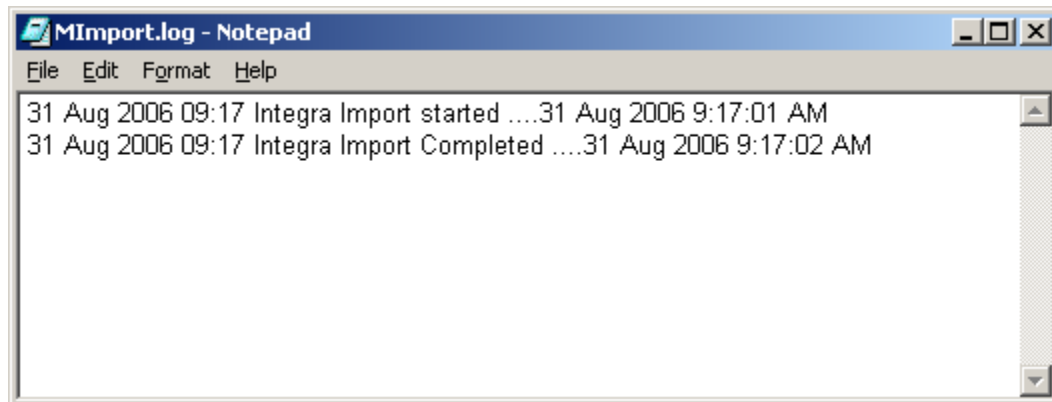 MImport.log - Notepad
File Edit Format Help
31 Aug 2006 09:17 Integra Import started ....31 Aug 2006 9:17:01 AM
31 Aug 2006 09:17 Integra Import Completed ....31 Aug 2006 9:17:02 AM